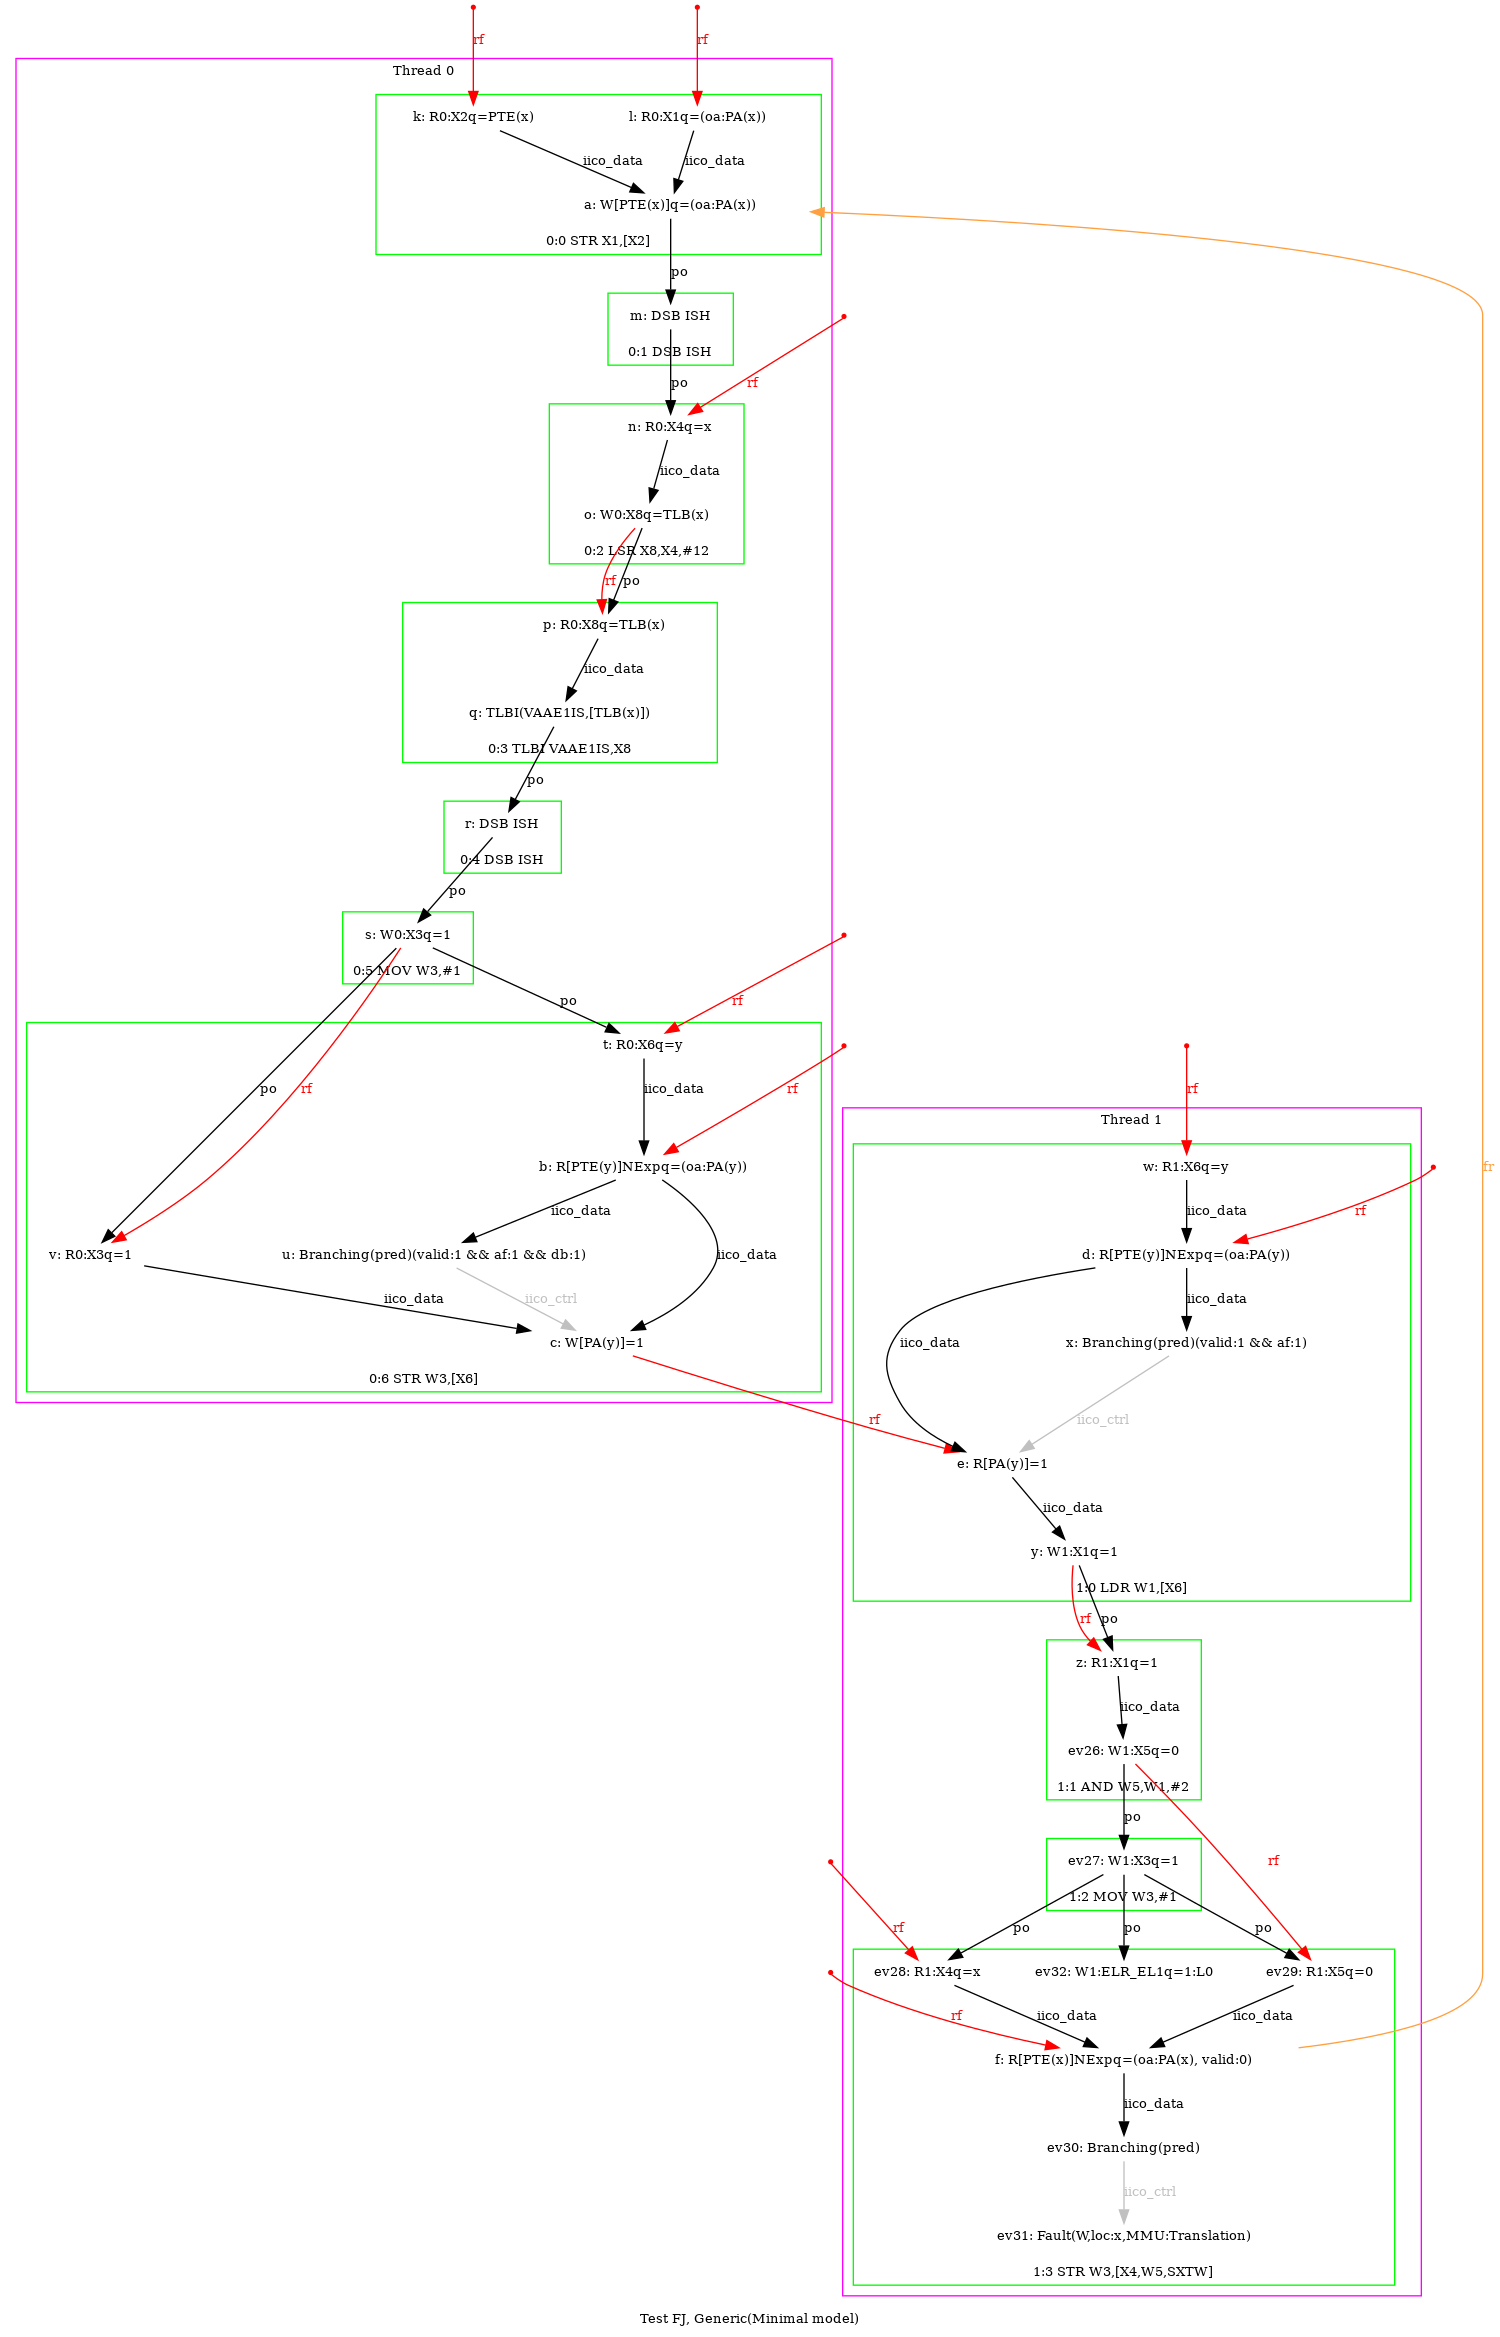 rf
rf
Thread 0
k: R0:X2q=PTE(x)
l: R0:X1q=(oa:PA(x))
iico_data
iico_data
a: W[PTE(x)]q=(oa:PA(x))
0:0 STR X1,[X2]
po
m: DSB ISH
0:1 DSB ISH
po
rf
n: R0:X4q=x
iico_data
o: W0:X8q=TLB(x)
0:2 LSR X8,X4,#12
rf
po
p: R0:X8q=TLB(x)
iico_data
q: TLBI(VAAE1IS,[TLB(x)])
0:3 TLBI VAAE1IS,X8
po
r: DSB ISH
0:4 DSB ISH
po
s: W0:X3q=1
0:5 MOV W3,#1
po
rf
t: R0:X6q=y
po
rf
iico_data
rf
rf
Thread 1
b: R[PTE(y)]NExpq=(oa:PA(y))
w: R1:X6q=y
fr
iico_data
iico_data
rf
v: R0:X3q=1
u: Branching(pred)(valid:1 && af:1 && db:1)
iico_data
d: R[PTE(y)]NExpq=(oa:PA(y))
iico_data
iico_ctrl
iico_data
c: W[PA(y)]=1
iico_data
x: Branching(pred)(valid:1 && af:1)
0:6 STR W3,[X6]
rf
iico_ctrl
e: R[PA(y)]=1
iico_data
y: W1:X1q=1
1:0 LDR W1,[X6]
rf
po
z: R1:X1q=1
iico_data
ev26: W1:X5q=0
1:1 AND W5,W1,#2
po
rf
ev27: W1:X3q=1
1:2 MOV W3,#1
rf
po
po
po
ev28: R1:X4q=x
ev32: W1:ELR_EL1q=1:L0
ev29: R1:X5q=0
rf
iico_data
iico_data
f: R[PTE(x)]NExpq=(oa:PA(x), valid:0)
iico_data
ev30: Branching(pred)
iico_ctrl
ev31: Fault(W,loc:x,MMU:Translation)
1:3 STR W3,[X4,W5,SXTW]
Test FJ, Generic(Minimal model)